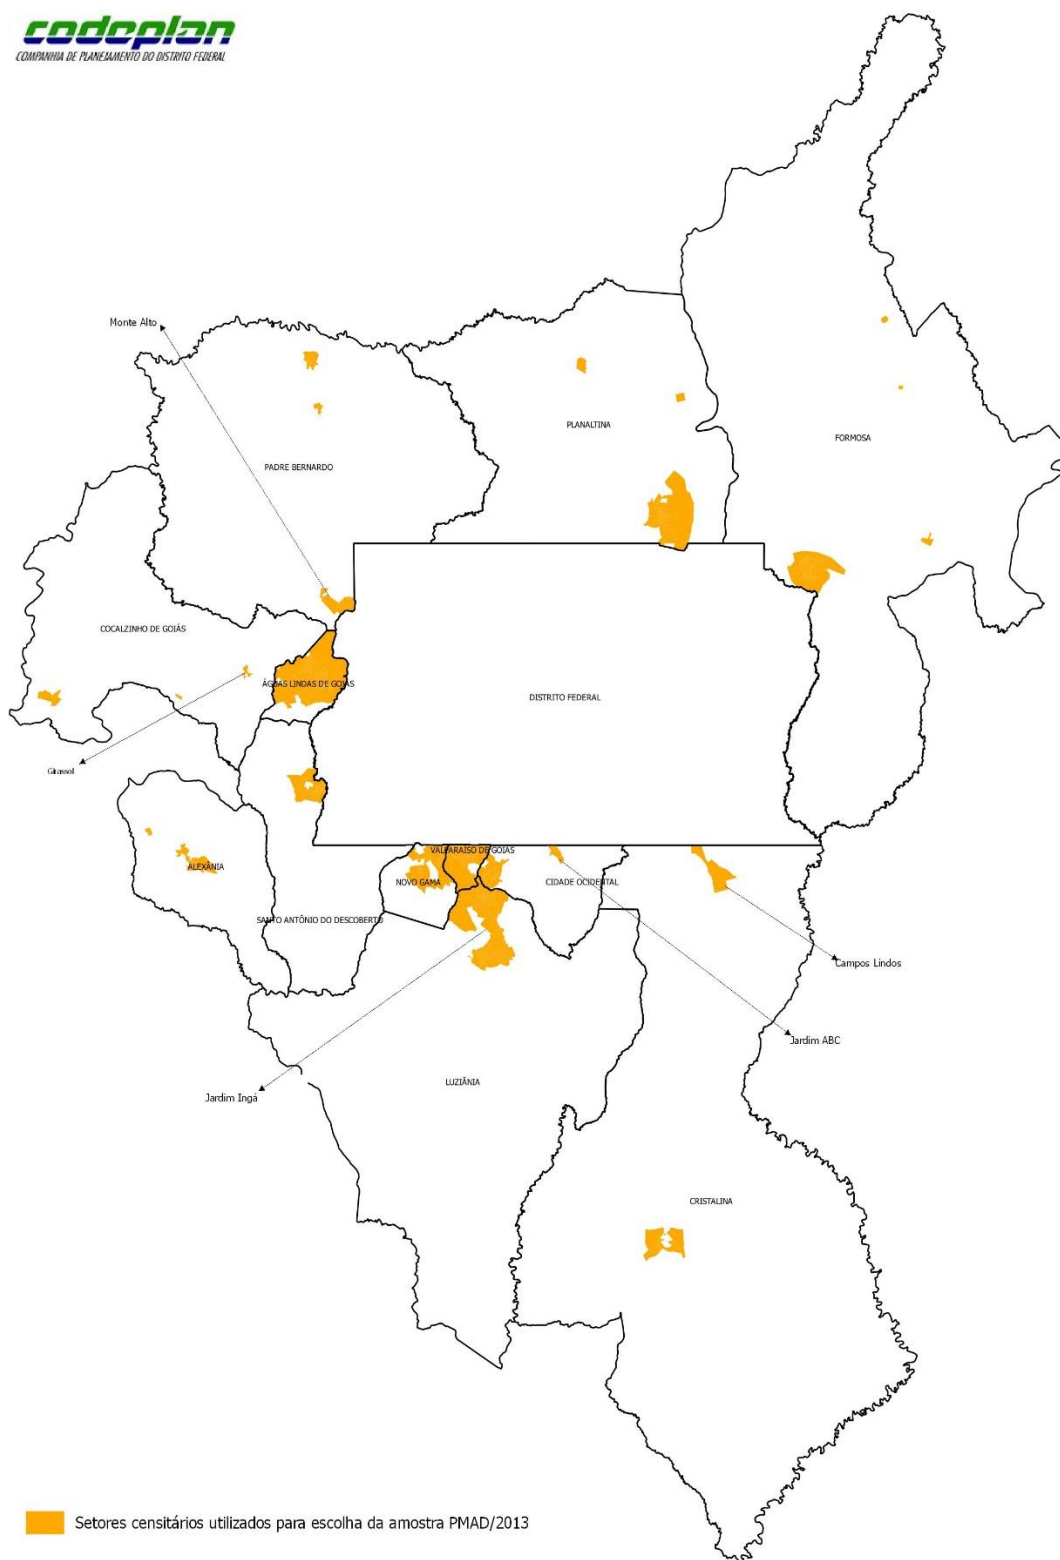 codeplan
COMPANHIA DE PLANEJAMENTO DO DISTRITO FEDERAL
Monte Alto
PLANALTINA
FORMOSA
PADRE BERNARDO
COCALZINHO DE GOIÁS
ÁGUAS LINDAS DE GOIÁS
DISTRITO FEDERAL
Girassol
VALPARAÍSO DE GOIÁS
ALEXÂNIA
NOVO GAMA
CIDADE OCIDENTAL
SANTO ANTÔNIO DO DESCOBERTO
Campos Lindos
Jardim ABC
LUZIÂNIA
Jardim Ingá
CRISTALINA
Setores censitários utilizados para escolha da amostra PMAD/2013